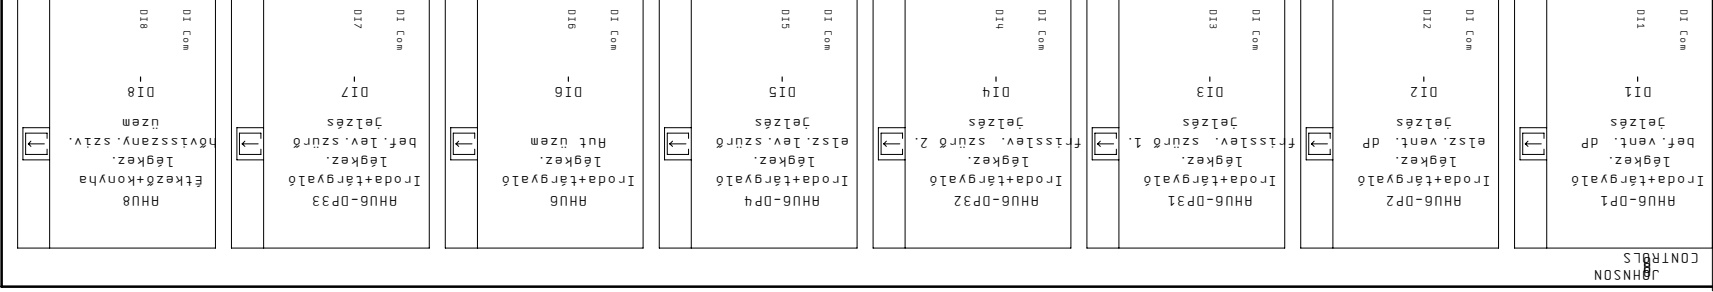 JOHNSON
CONTROLS
AHU6-DP1
Iroda+tárgyaló
légkez.
bef. vent. dP
jelzés
DI1
DI Com
DI1
AHU6-DP2
Iroda+tárgyaló
légkez.
elsz. vent. dP
jelzés
DI2
DI Com
DI2
AHU6-DP31
Iroda+tárgyaló
légkez.
frisslev. szürő 1.
jelzés
DI3
DI Com
DI3
AHU6-DP32
Iroda+tárgyaló
légkez.
frisslev. szürő 2.
jelzés
DI4
DI Com
DI4
AHU6-DP4
Iroda+tárgyaló
légkez.
elsz.lev.szürő
jelzés
DI5
DI Com
DI5
AHU6
Iroda+tárgyaló
légkez.
Aut üzem
DI6
DI Com
DI6
AHU6-DP33
Iroda+tárgyaló
légkez.
bef.lev.szürő
jelzés
DI7
DI Com
DI7
AHU8
Étkező+konyha
légkez.
hővisszany.sziv.
üzem
DI8
DI Com
DI8